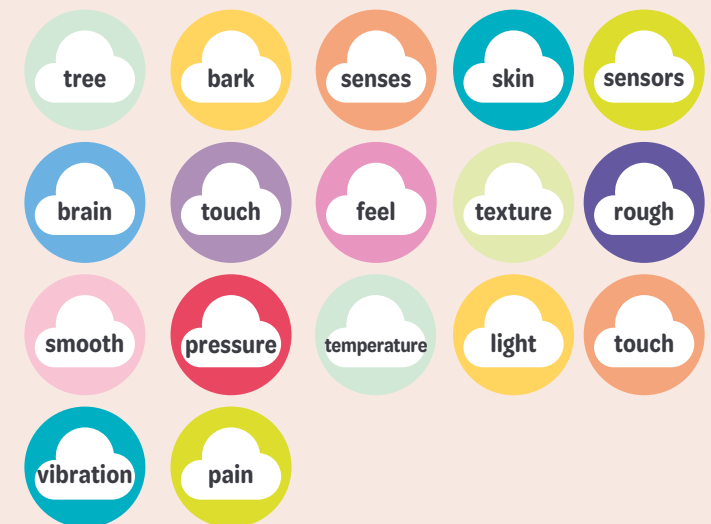 tree bark senses skin sensors
brain touch feel texture rough
smooth pressure temperature light touch
vibration pain